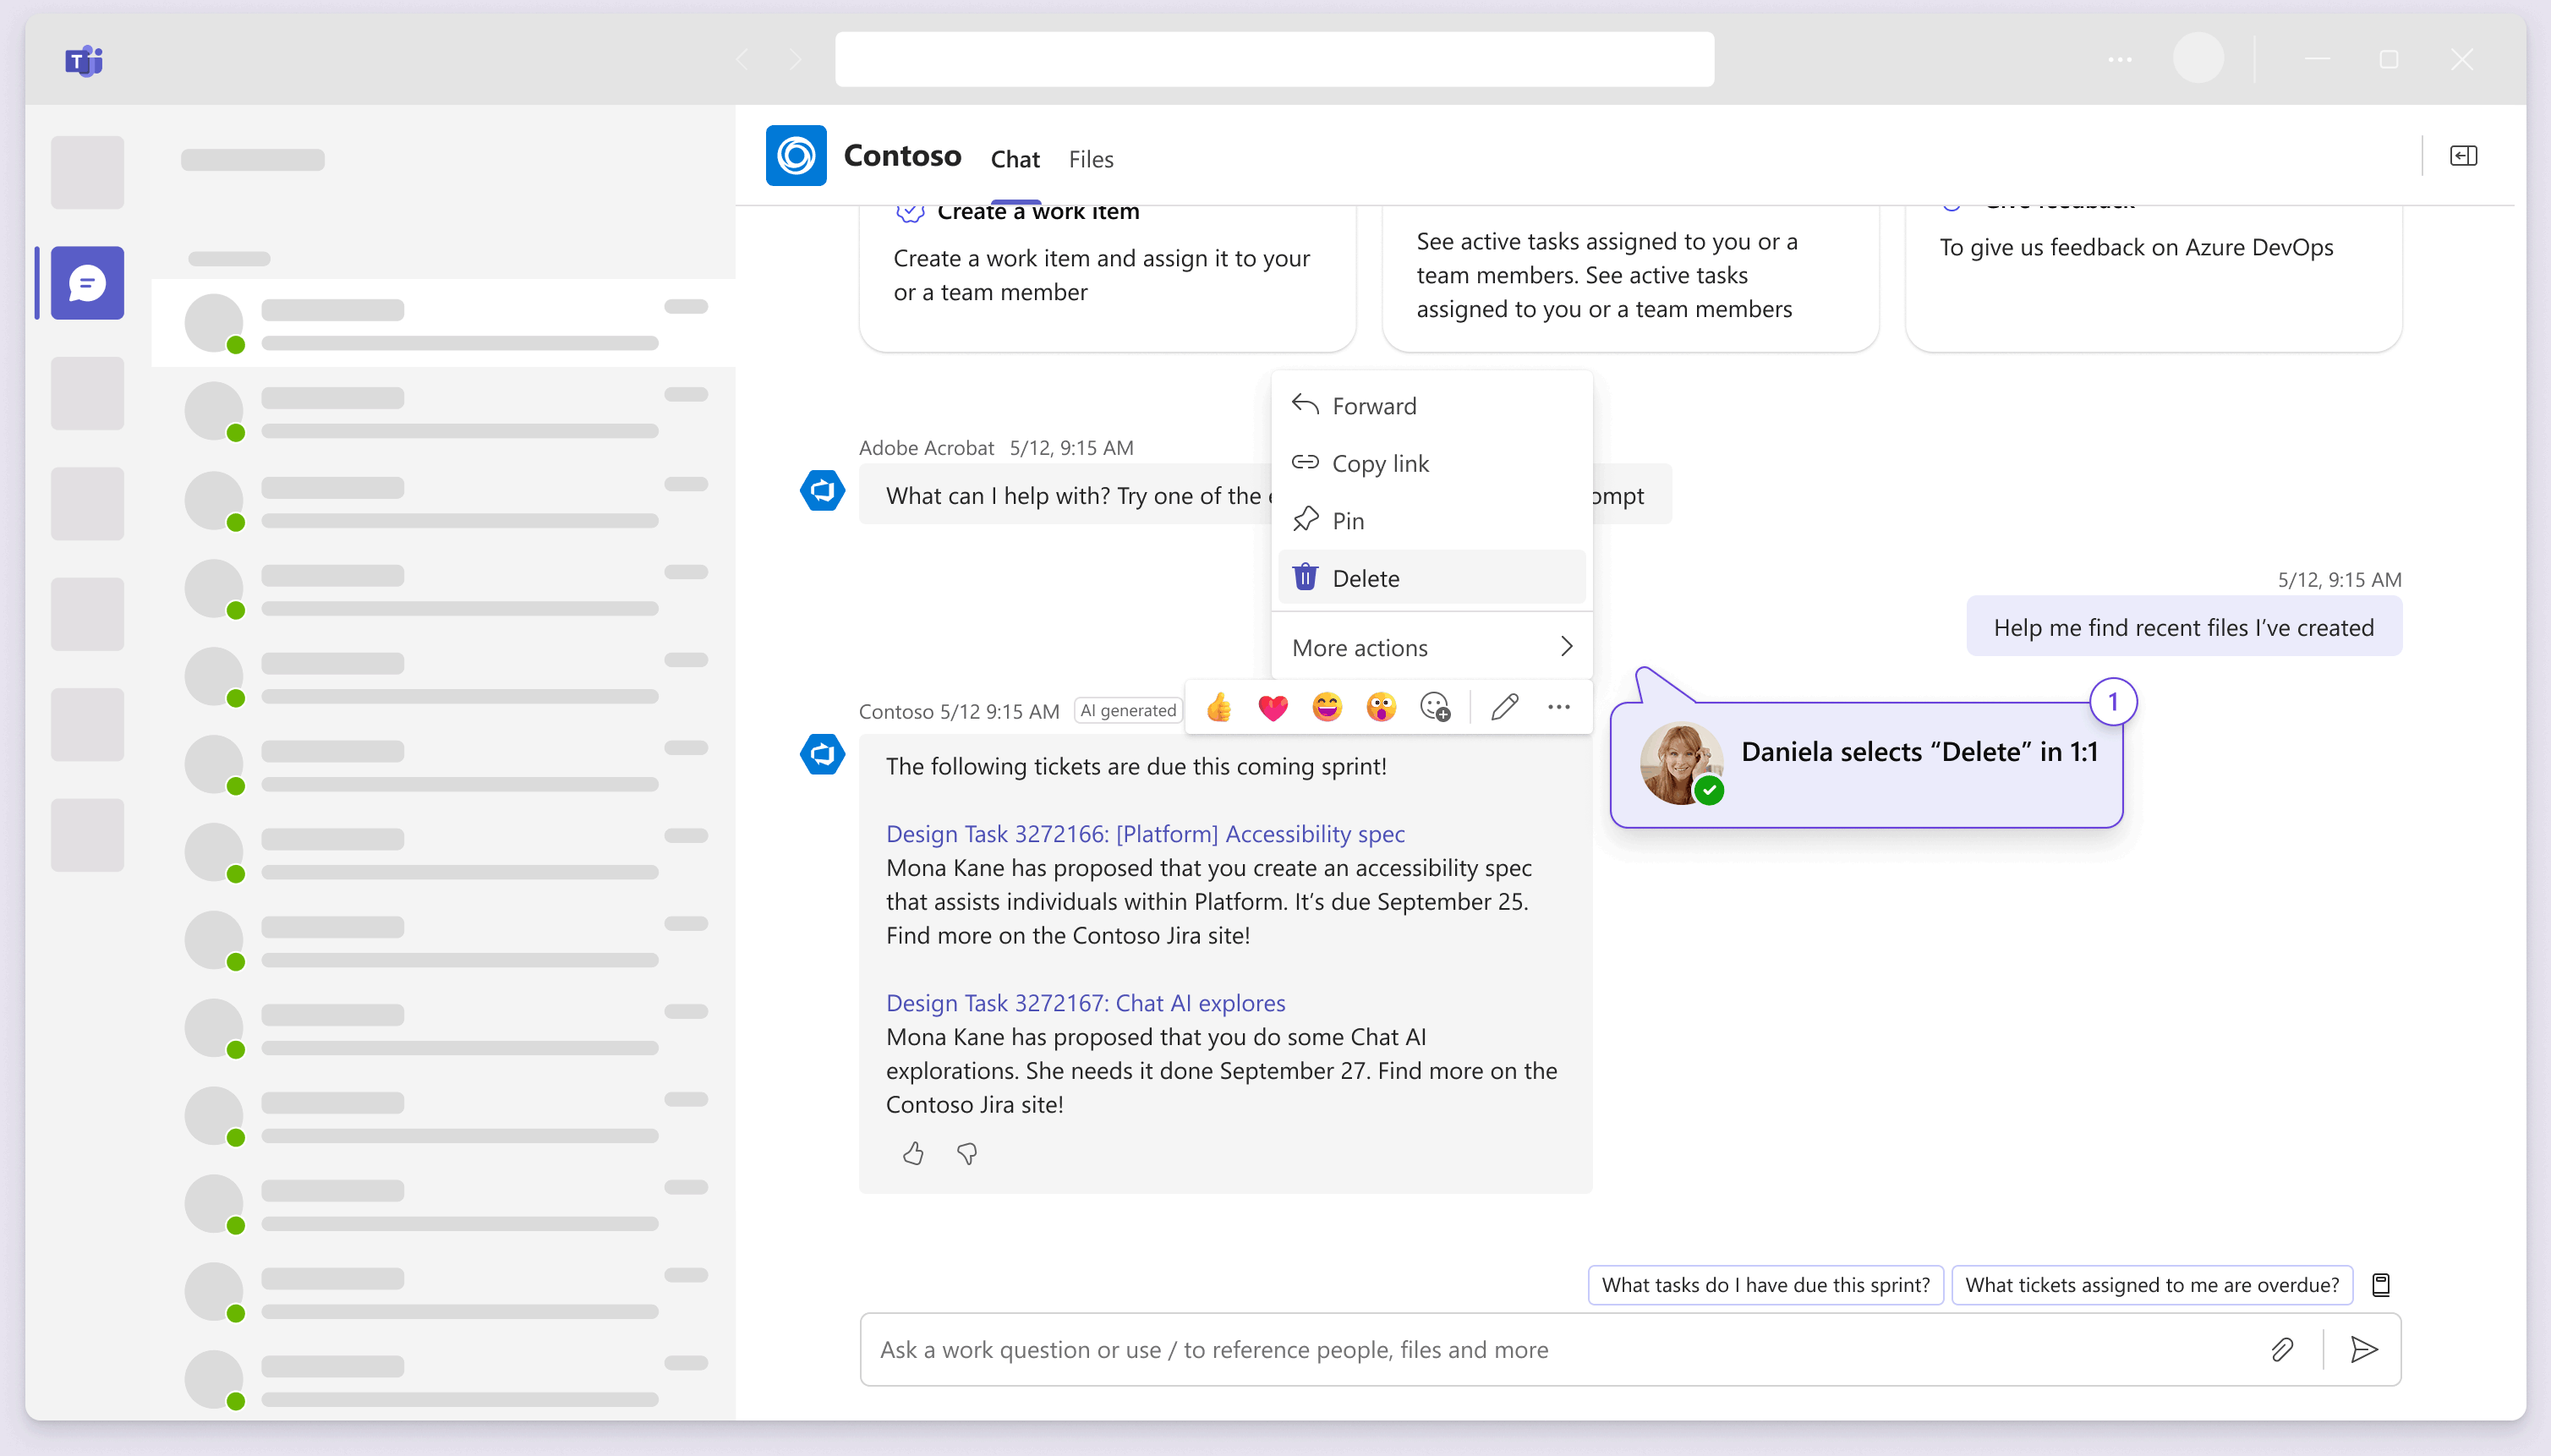 T
Contoso
Chat
Files
Create a work item
Create a work item and assign it to your
or a team member
See active tasks assigned to you or a
team members. See active tasks
assigned to you or a team members
Give feedback
To give us feedback on Azure DevOps
Forward
Copy link
Pin
Delete
More actions
Adobe Acrobat 5/12, 9:15 AM
What can I help with? Try one of the
ompt
5/12, 9:15 AM
Help me find recent files I’ve created
Contoso 5/12 9:15 AM
AI generated
1
Daniela selects “Delete” in 1:1
The following tickets are due this coming sprint!
Design Task 3272166: [Platform] Accessibility spec
Mona Kane has proposed that you create an accessibility spec
that assists individuals within Platform. It’s due September 25.
Find more on the Contoso Jira site!
Design Task 3272167: Chat AI explores
Mona Kane has proposed that you do some Chat AI
explorations. She needs it done September 27. Find more on the
Contoso Jira site!
What tasks do I have due this sprint?
What tickets assigned to me are overdue?
Ask a work question or use / to reference people, files and more